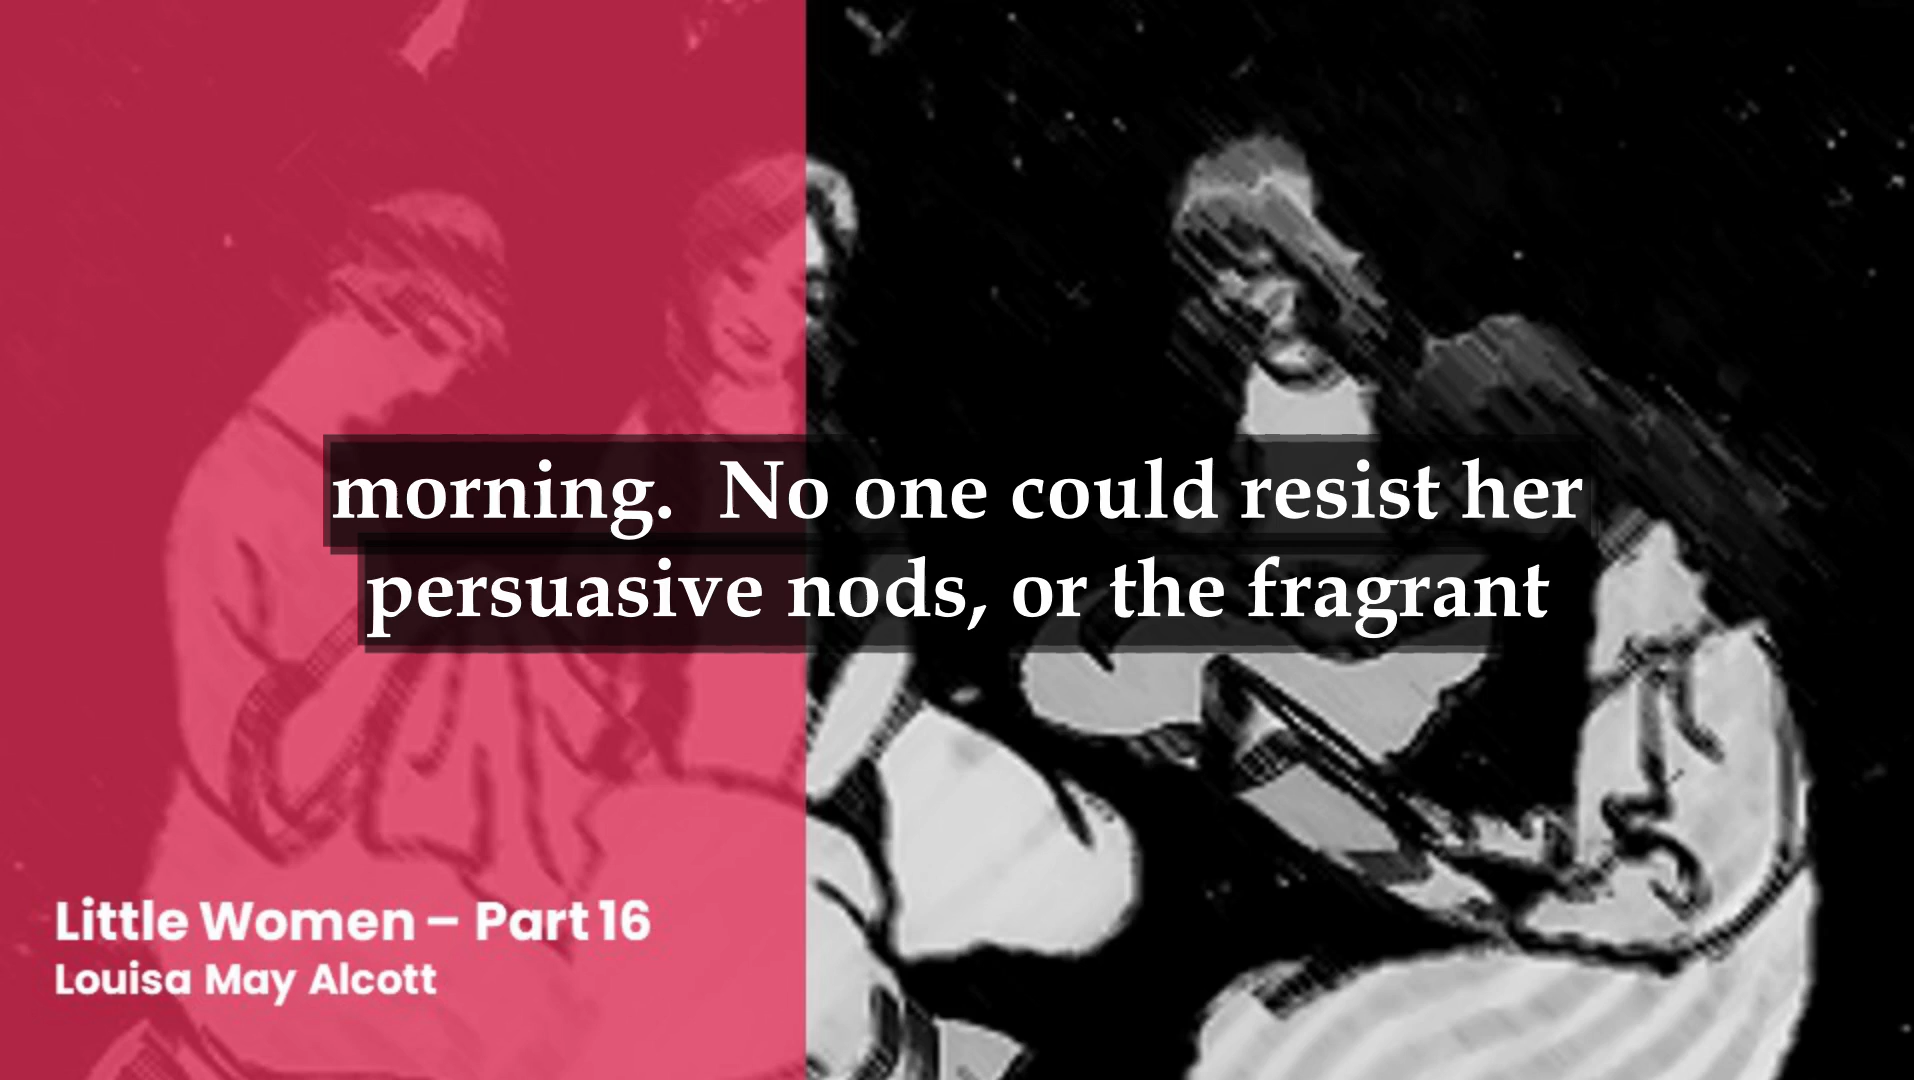 morning.  No one could resist her
persuasive nods, or the fragrant
Little Women – Part 16
Louisa May Alcott